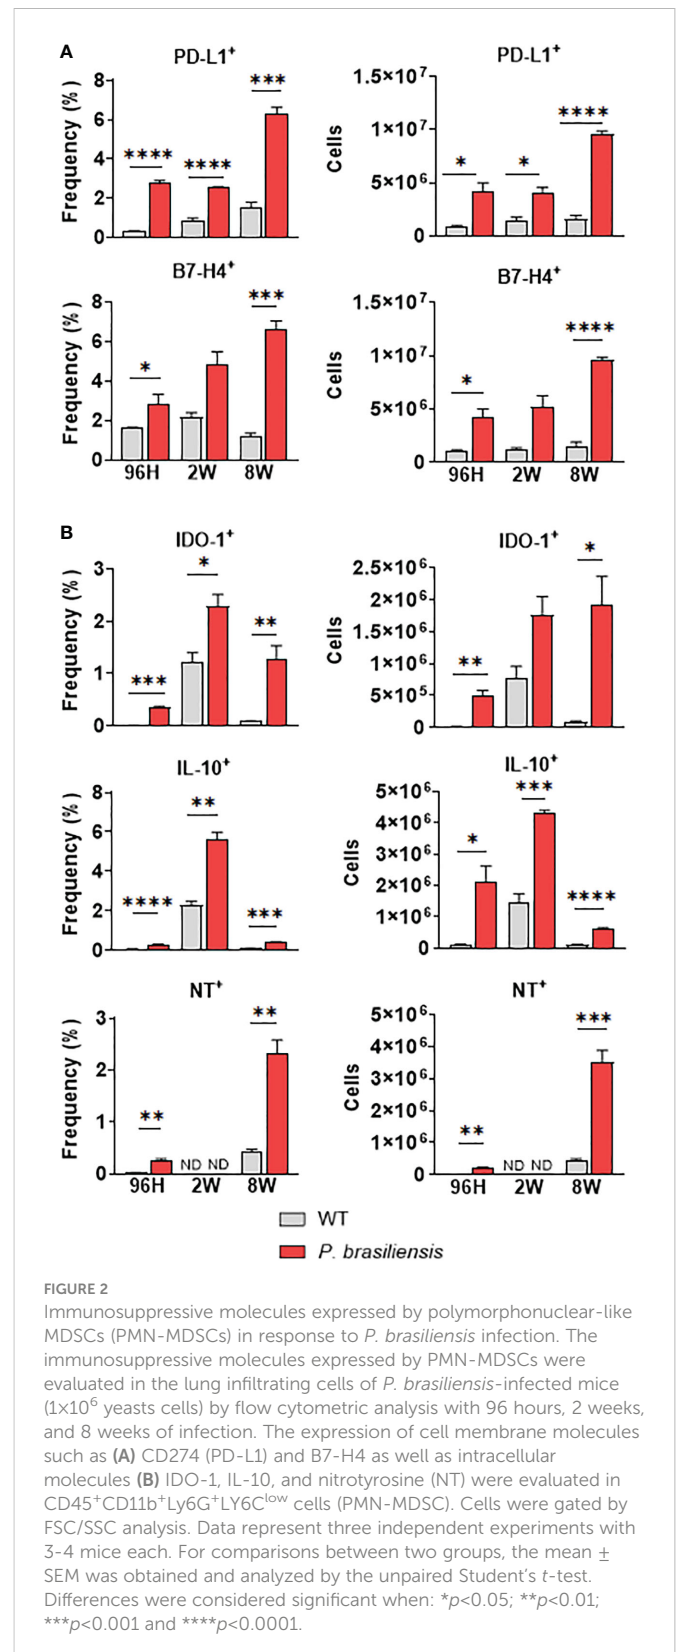 A
PD-L1⁺
PD-L1⁺
Frequency (%)
8
6
4
2
0
****
****
***
Cells
1.5×10⁷
1×10⁷
5×10⁶
0
*
*
****
B7-H4⁺
B7-H4⁺
Frequency (%)
8
6
4
2
0
*
***
96H 2W 8W
Cells
1.5×10⁷
1×10⁷
5×10⁶
0
*
****
96H 2W 8W
B
IDO-1⁺
IDO-1⁺
Frequency (%)
3
2
1
0
***
*
**
Cells
2.5×10⁶
2×10⁶
1.5×10⁶
1×10⁶
5×10⁵
0
**
*
IL-10⁺
IL-10⁺
Frequency (%)
8
6
4
2
0
****
**
***
Cells
5×10⁶
4×10⁶
3×10⁶
2×10⁶
1×10⁶
0
*
***
****
NT⁺
NT⁺
Frequency (%)
3
2
1
0
**
ND ND
**
96H 2W 8W
Cells
5×10⁶
4×10⁶
3×10⁶
2×10⁶
1×10⁶
0
**
ND ND
***
96H 2W 8W
WT
P. brasiliensis
FIGURE 2
Immunosuppressive molecules expressed by polymorphonuclear-like
MDSCs (PMN-MDSCs) in response to P. brasiliensis infection. The
immunosuppressive molecules expressed by PMN-MDSCs were
evaluated in the lung infiltrating cells of P. brasiliensis-infected mice
(1×10⁶ yeasts cells) by flow cytometric analysis with 96 hours, 2 weeks,
and 8 weeks of infection. The expression of cell membrane molecules
such as (A) CD274 (PD-L1) and B7-H4 as well as intracellular
molecules (B) IDO-1, IL-10, and nitrotyrosine (NT) were evaluated in
CD45⁺CD11b⁺Ly6G⁺LY6Cˡᵒʷ cells (PMN-MDSC). Cells were gated by
FSC/SSC analysis. Data represent three independent experiments with
3-4 mice each. For comparisons between two groups, the mean ±
SEM was obtained and analyzed by the unpaired Student's t-test.
Differences were considered significant when: *p<0.05; **p<0.01;
***p<0.001 and ****p<0.0001.